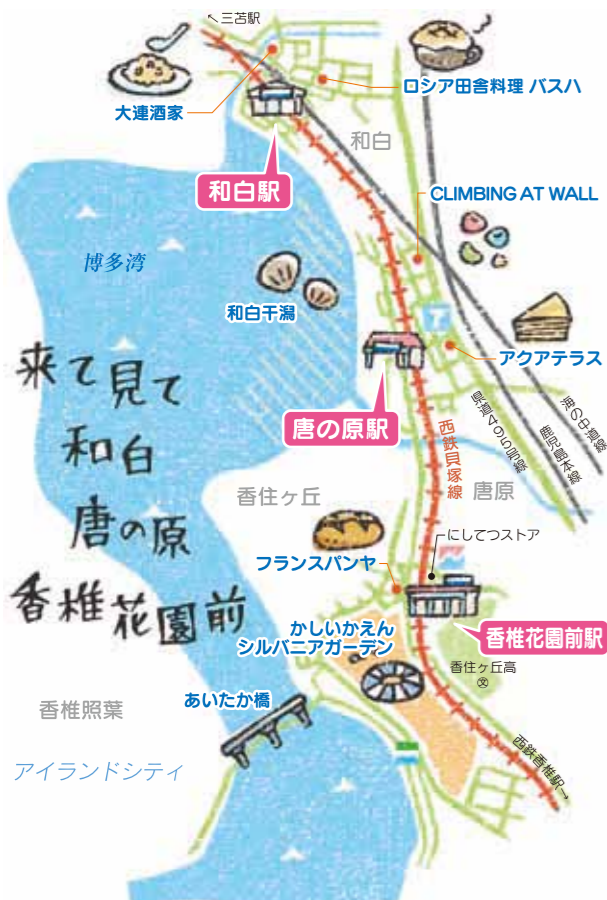 ↖三苫駅
大連酒家
ロシア田舎料理 バスハ
和白
和白駅
CLIMBING AT WALL
博多湾
和白干潟
アクアテラス
唐の原駅
西鉄貝塚線
県道495号線
鹿児島本線
海の中道線
来て見て
和白
唐の原
香椎花園前
香住ヶ丘
唐原
にしてつストア
フランスパンヤ
香椎花園前駅
かしいかえん
シルバニアガーデン
香住ヶ丘高
文
あいたか橋
香椎照葉
アイランドシティ
西鉄香椎駅→